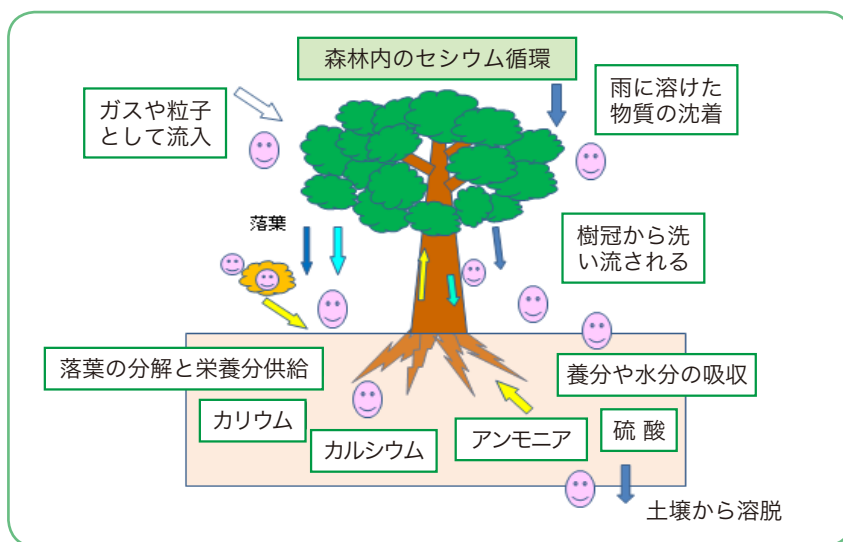 森林内のセシウム循環
ガスや粒子
として流入
雨に溶けた
物質の沈着
落葉
樹冠から洗
い流される
落葉の分解と栄養分供給
養分や水分の吸収
カリウム
カルシウム
アンモニア
硫 酸
土壌から溶脱